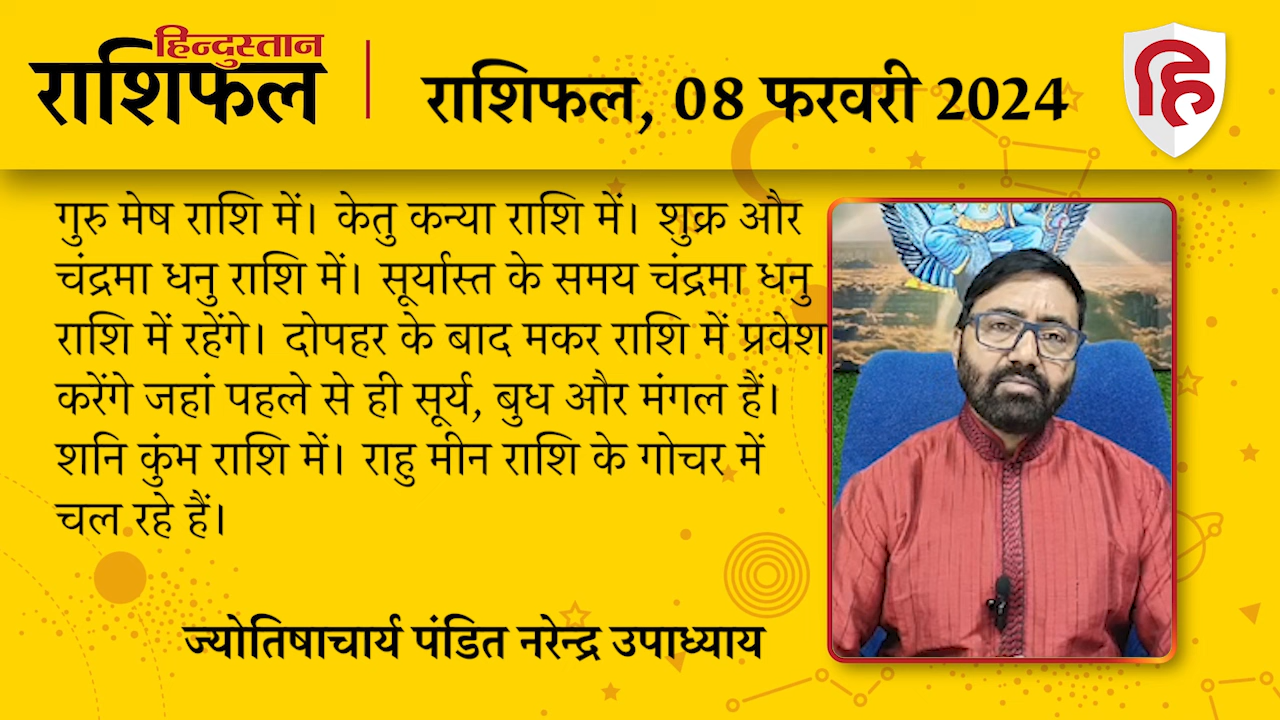 हिन्दुस्तान
राशिफल
राशिफल, 08 फरवरी 2024
हि
गुरु मेष राशि में। केतु कन्या राशि में। शुक्र और
चंद्रमा धनु राशि में। सूर्यास्त के समय चंद्रमा धनु
राशि में रहेंगे। दोपहर के बाद मकर राशि में प्रवेश
करेंगे जहां पहले से ही सूर्य, बुध और मंगल हैं।
शनि कुंभ राशि में। राहु मीन राशि के गोचर में
चल रहे हैं।
ज्योतिषाचार्य पंडित नरेन्द्र उपाध्याय